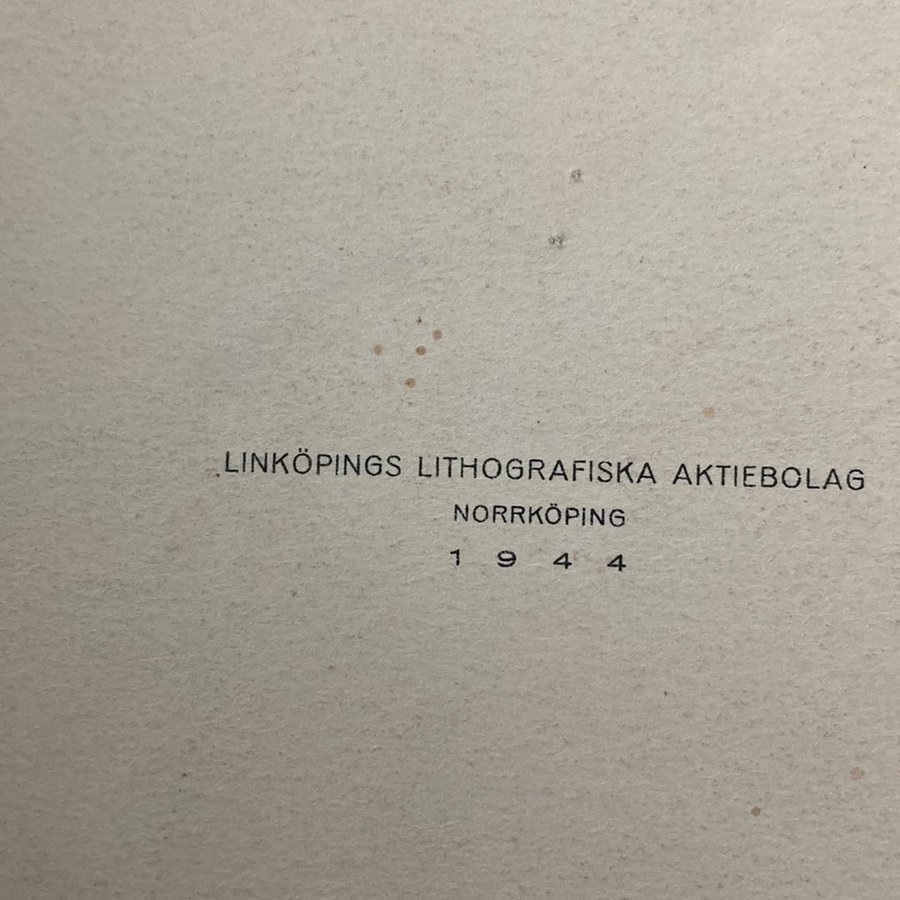 LINKÖPINGS LITHOGRAFISKA AKTIEBOLAG
NORRKÖPING
1 9 4 4